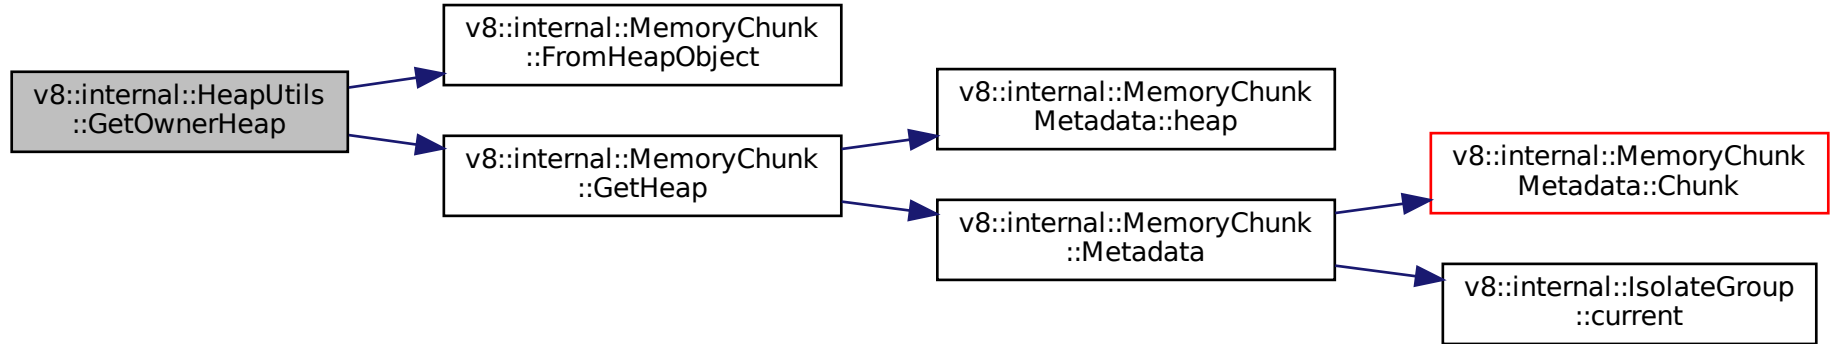 v8::internal::HeapUtils
::GetOwnerHeap
v8::internal::MemoryChunk
::FromHeapObject
v8::internal::MemoryChunk
::GetHeap
v8::internal::MemoryChunk
Metadata::heap
v8::internal::MemoryChunk
::Metadata
v8::internal::MemoryChunk
Metadata::Chunk
v8::internal::IsolateGroup
::current